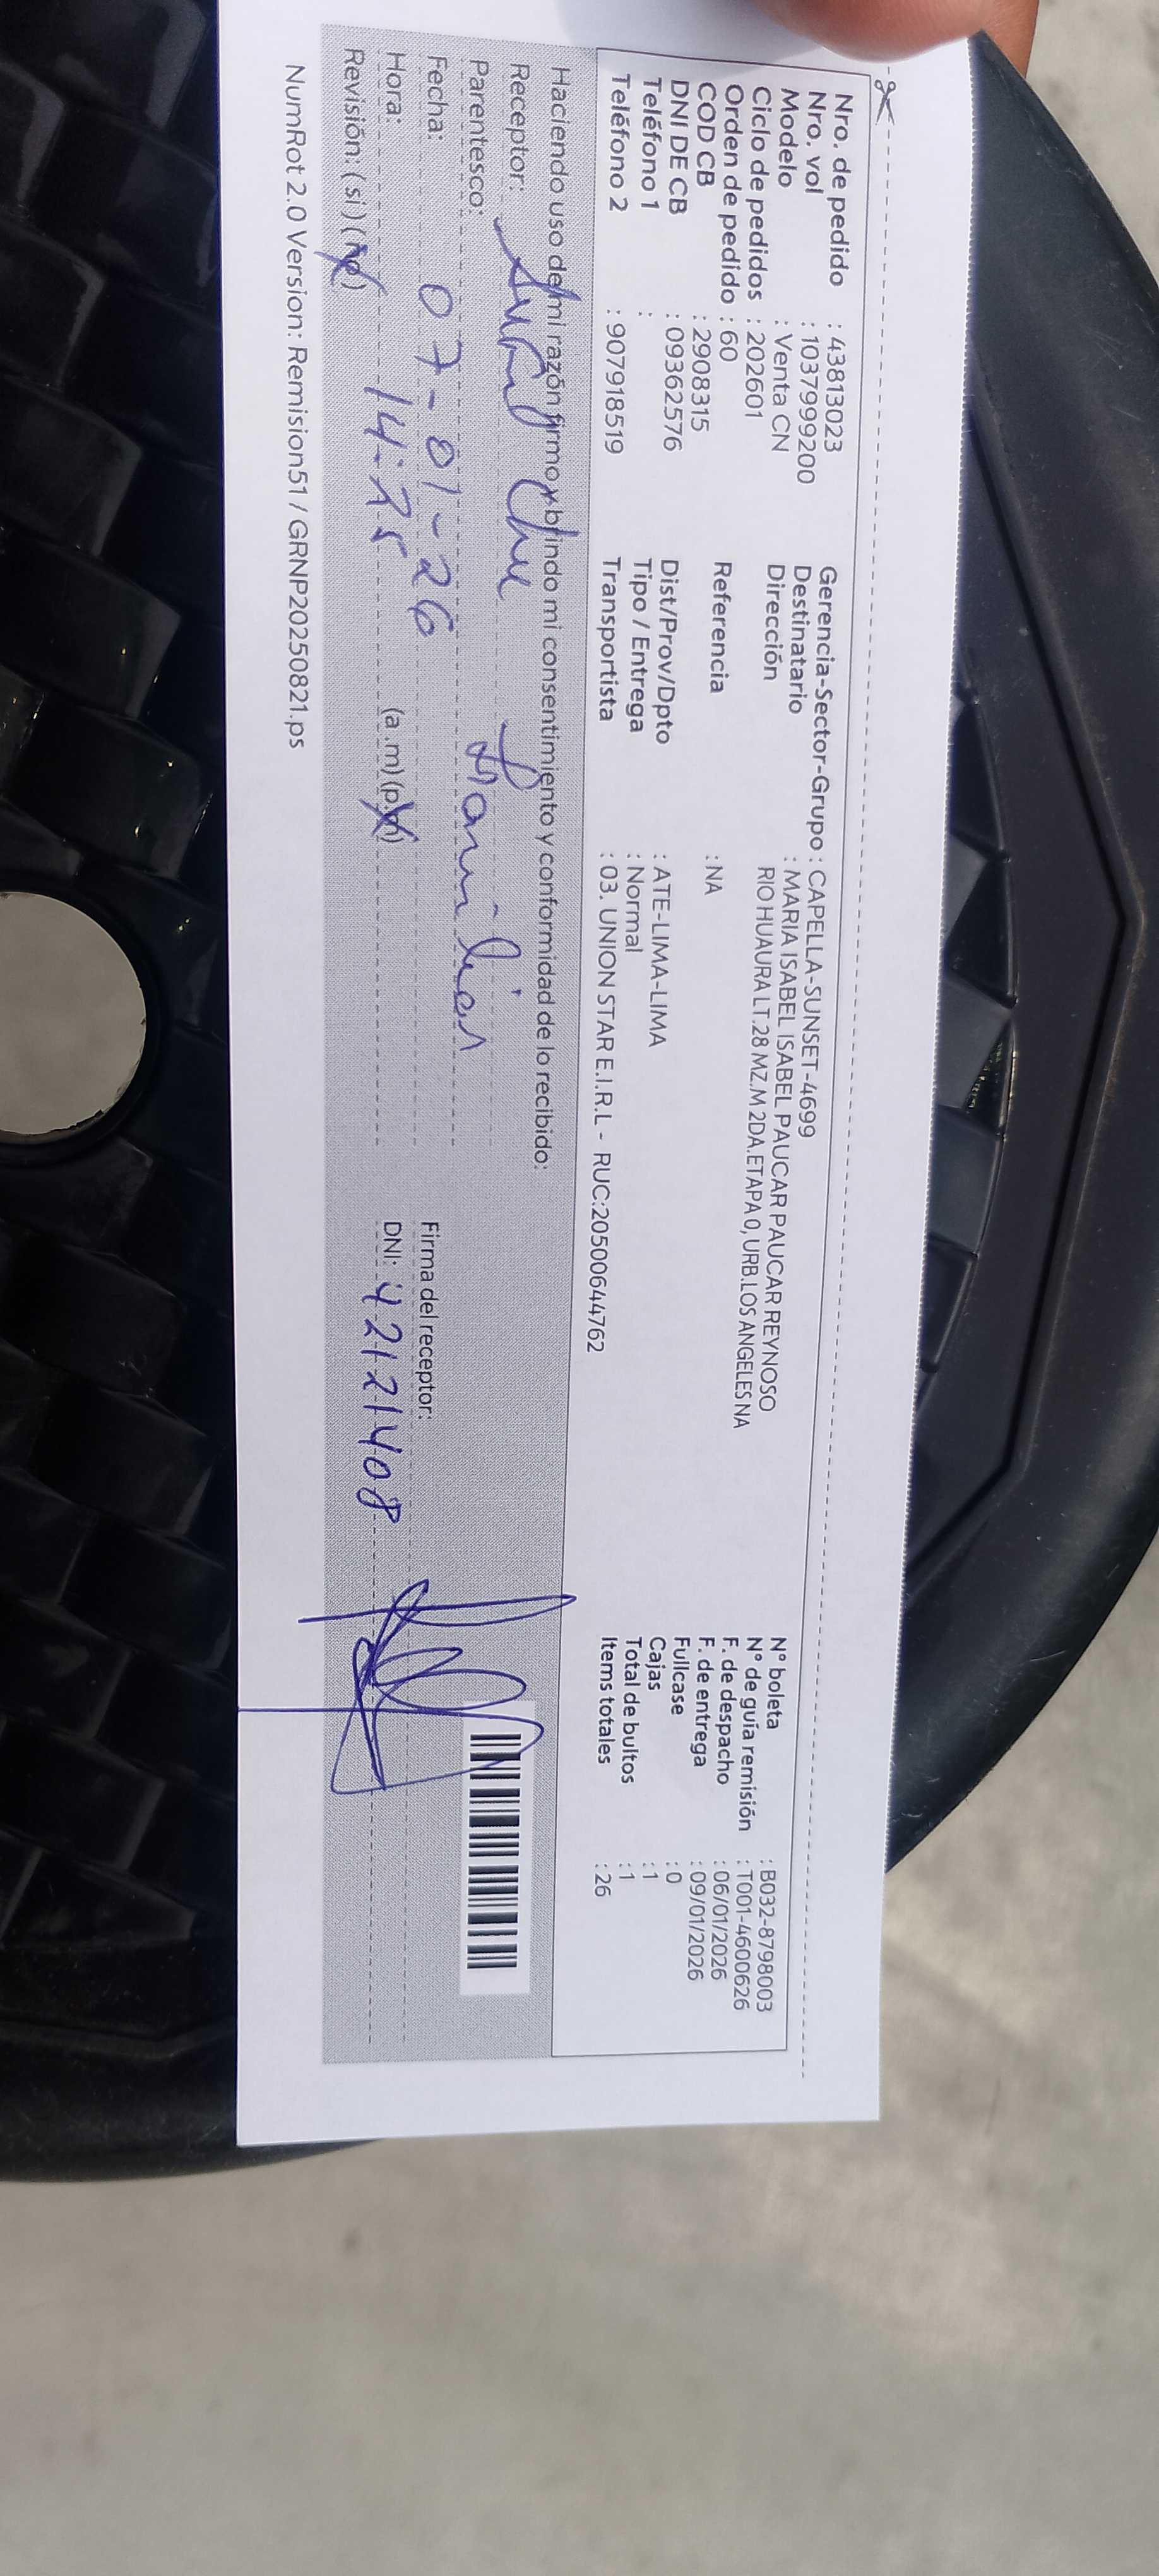 Nro. de pedido : 43813023
Nro. vol : 1037999200
Modelo : Venta CN
Ciclo de pedidos : 202601
Orden de pedido : 60
COD CB : 2908315
DNI DE CB : 09362576
Teléfono 1 :
Teléfono 2 : 907918519
Gerencia-Sector-Grupo : CAPELLA-SUNSET-4699
Destinatario : MARIA ISABEL ISABEL PAUCAR PAUCAR REYNOSO
Dirección RIO HUAURA LT.28 MZ.M 2DA.ETAPA 0, URB.LOS ANGELES NA
Referencia : NA
Dist/Prov/Dpto : ATE-LIMA-LIMA
Tipo / Entrega : Normal
Transportista : 03. UNION STAR E.I.R.L - RUC:20500644762
N° boleta : B032-8798003
N° de guía remisión : T001-4600626
F. de despacho : 06/01/2026
F. de entrega : 09/01/2026
Fullcase : 0
Cajas : 1
Total de bultos : 1
Items totales : 26
Haciendo uso de mi razón firmo y brindo mi consentimiento y conformidad de lo recibido:
Receptor:
Parentesco:
Fecha: 07-01-26
Hora: 14:25 (a.m) (pm)
Revisión: ( si ) ( no )
Firma del receptor:
DNI: 42121408
NumRot 2.0 Version: Remision51 / GRNP20250821.ps